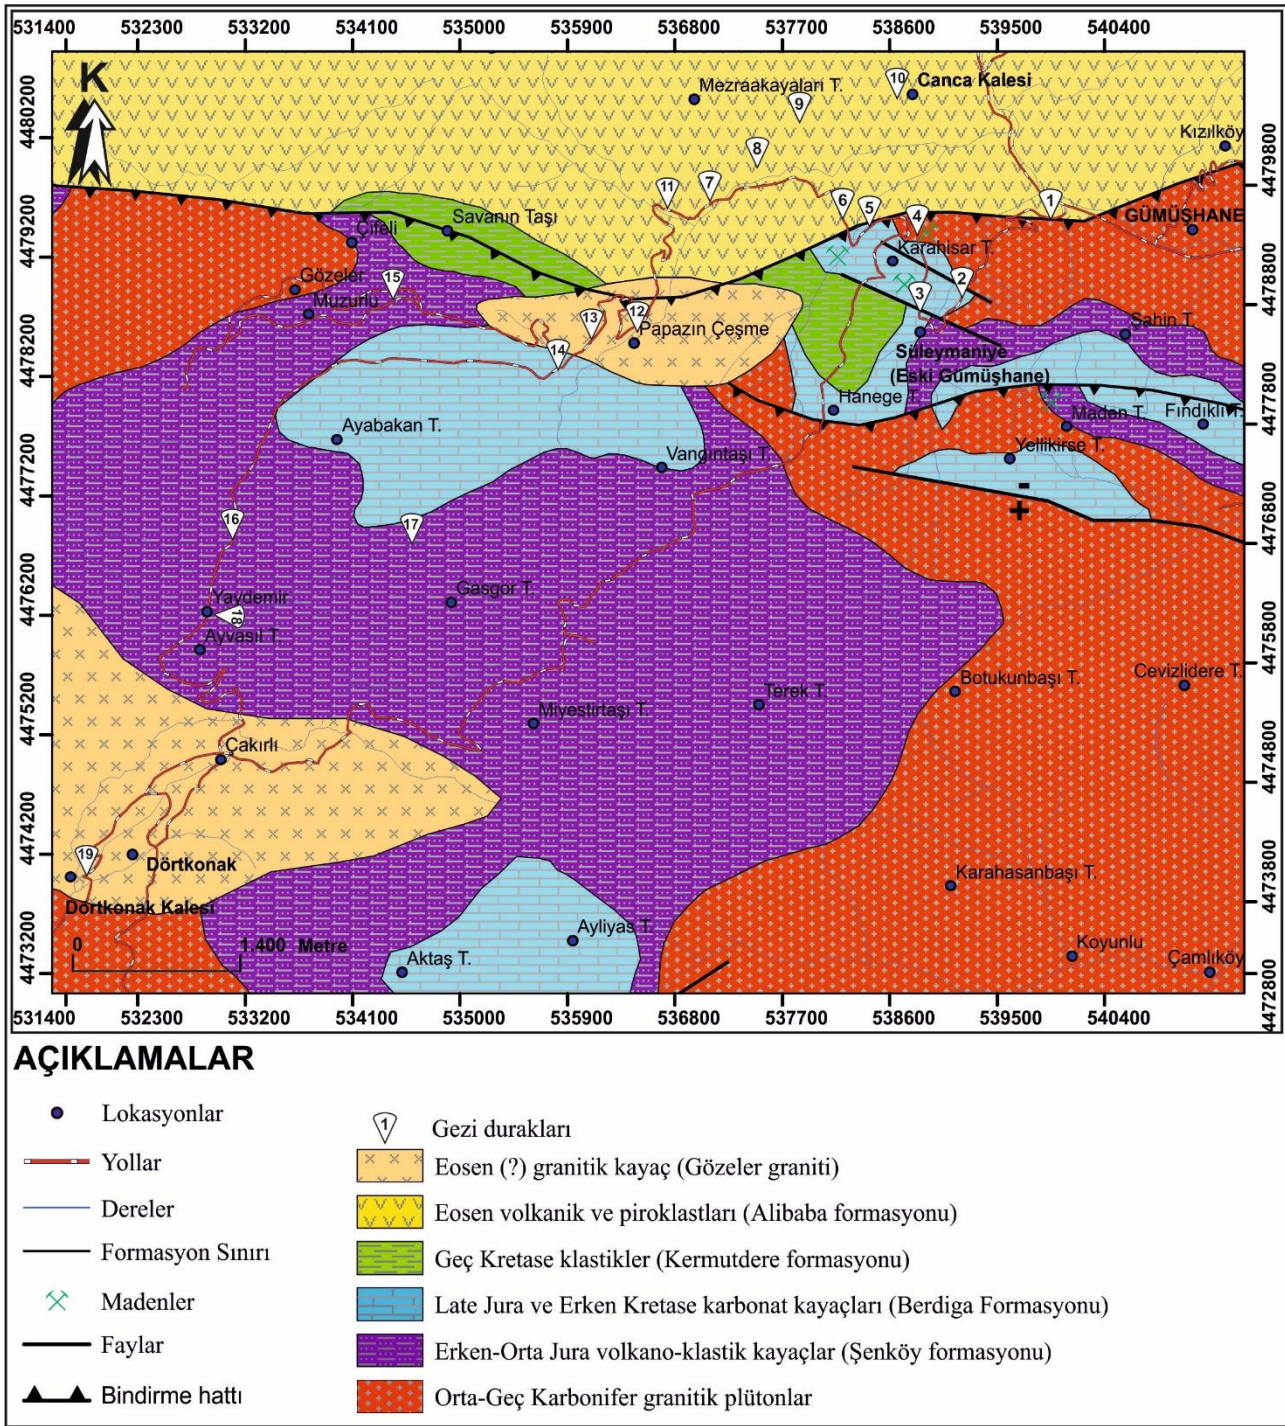 531400 532300 533200 534100 535000 535900 536800 537700 538600 539500 540400
K
Mezraakayaları T.
10
Canca Kalesi
9
4480200
Kızılköy
8
4479800
11
7
6
5
4
1
GÜMÜŞHANE
4479200
Çifeli
Savanın Taşı
Karahisar T.
Gözeler
15
2
4478800
Muzurlu
3
13
12
Papazın Çeşme
Şahin T.
4478200
14
Süleymaniye
(Eski Gümüşhane)
Hanege T.
4477800
Maden T.
Fındıklı T.
Ayabakan T.
Vangıntaşı T.
Yellikirse T.
4477200
-
+
16
17
4476800
Gasgor T.
4476200
Yaydemir
18
Ayvasıl T.
4475800
Cevizlidere T.
Botukunbaşı T.
4475200
Terek T.
Miyestirtaşı T.
Çakırlı
4474800
4474200
19
Dörtkonak
Karahasanbaşı T.
4473800
Dörtkonak Kalesi
Ayliyas T.
4473200
0 1.400 Metre
Aktaş T.
Koyunlu
Çamlıköy
4472800
531400 532300 533200 534100 535000 535900 536800 537700 538600 539500 540400
AÇIKLAMALAR
Lokasyonlar
Yollar
Dereler
Formasyon Sınırı
Madenler
Faylar
Bindirme hattı
1
Gezi durakları
Eosen (?) granitik kayaç (Gözeler graniti)
Eosen volkanik ve piroklastları (Alibaba formasyonu)
Geç Kretase klastikler (Kermutdere formasyonu)
Late Jura ve Erken Kretase karbonat kayaçları (Berdiga Formasyonu)
Erken-Orta Jura volkano-klastik kayaçlar (Şenköy formasyonu)
Orta-Geç Karbonifer granitik plütonlar